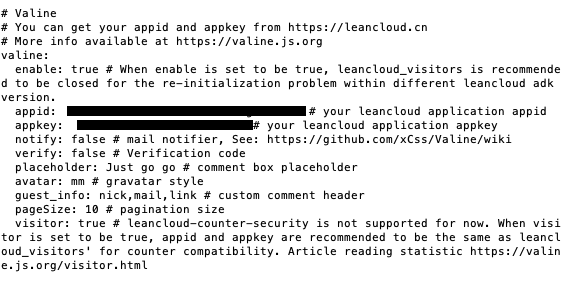 # Valine
# You can get your appid and appkey from https://leancloud.cn
# More info available at https://valine.js.org
valine:
  enable: true # When enable is set to be true, leancloud_visitors is recommende
d to be closed for the re-initialization problem within different leancloud adk
version.
  appid: # your leancloud application appid
  appkey: # your leancloud application appkey
  notify: false # mail notifier, See: https://github.com/xCss/Valine/wiki
  verify: false # Verification code
  placeholder: Just go go # comment box placeholder
  avatar: mm # gravatar style
  guest_info: nick,mail,link # custom comment header
  pageSize: 10 # pagination size
  visitor: true # leancloud-counter-security is not supported for now. When visi
tor is set to be true, appid and appkey are recommended to be the same as leancl
oud_visitors' for counter compatibility. Article reading statistic https://valin
e.js.org/visitor.html